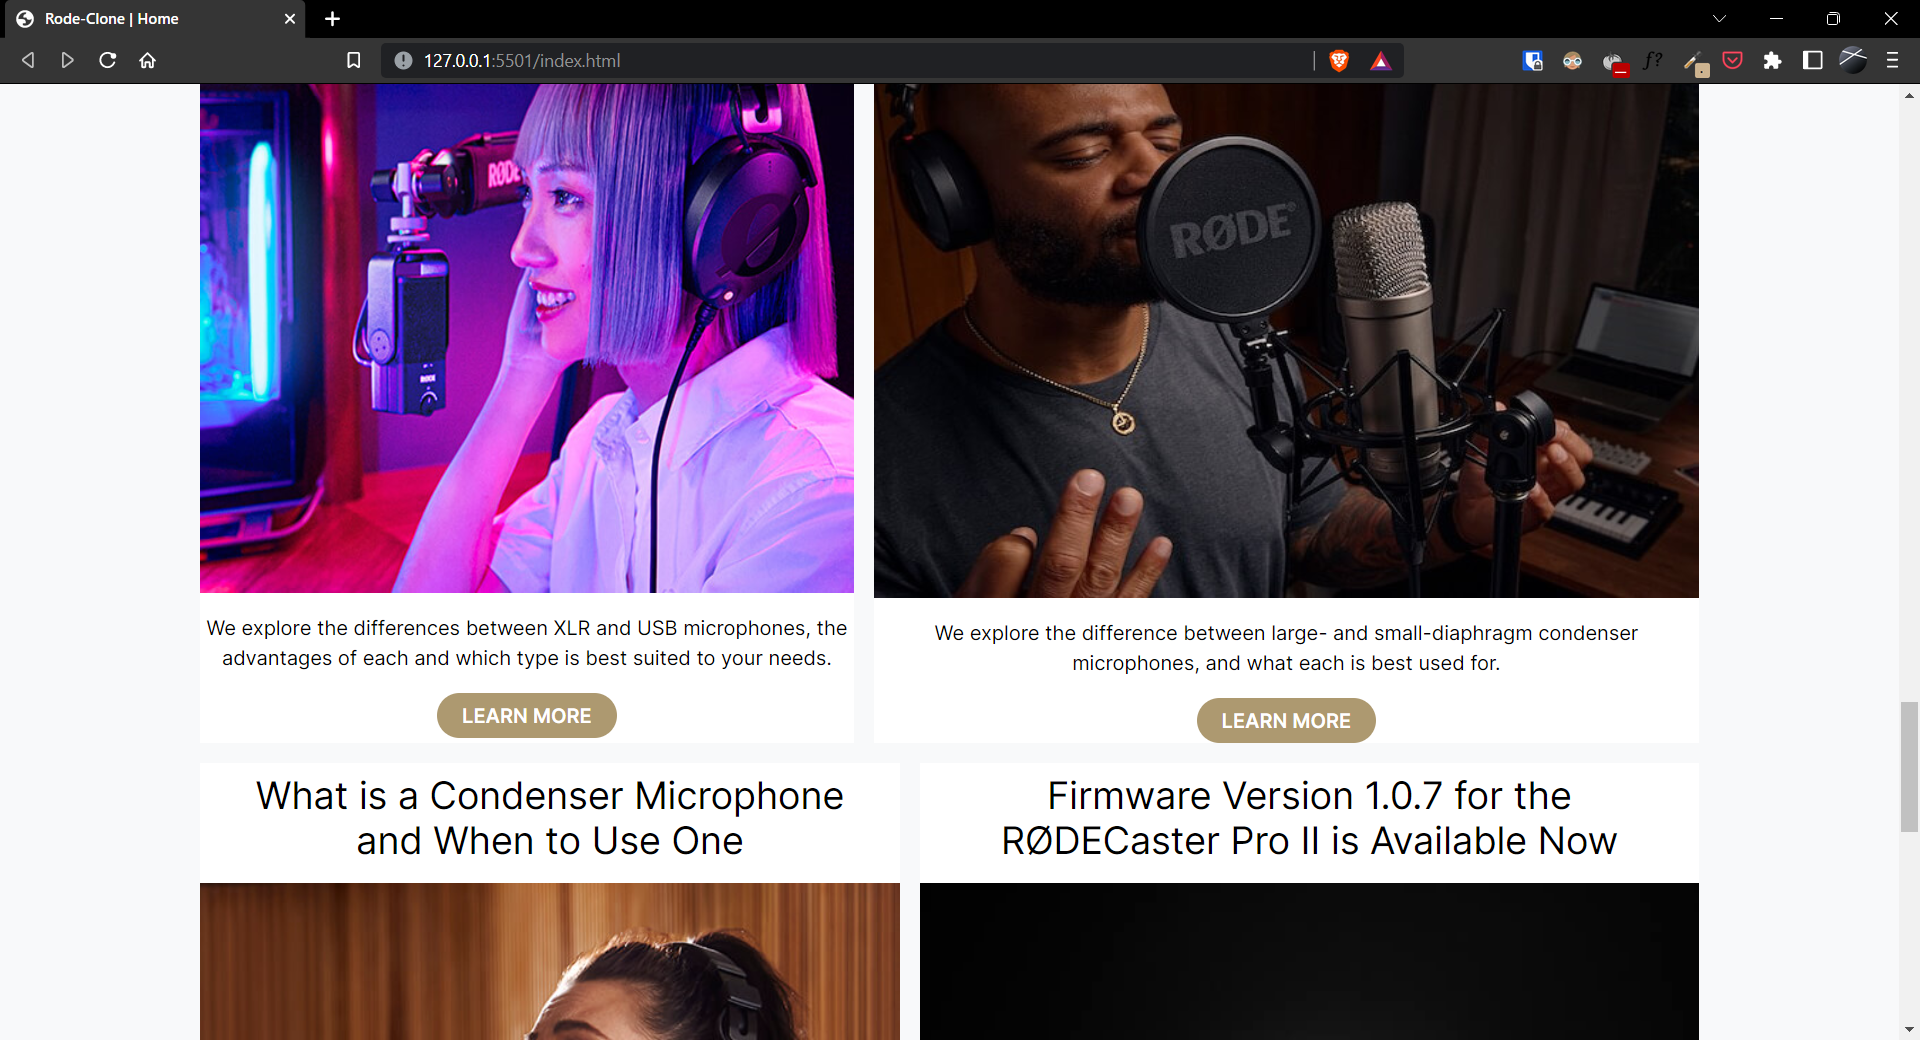 Rode-Clone | Home
127.0.0.1:5501/index.html
f?
RØDE
RØDE
RØDE
We explore the differences between XLR and USB microphones, the
advantages of each and which type is best suited to your needs.
LEARN MORE
We explore the difference between large- and small-diaphragm condenser
microphones, and what each is best used for.
LEARN MORE
What is a Condenser Microphone
and When to Use One
Firmware Version 1.0.7 for the
RØDECaster Pro II is Available Now